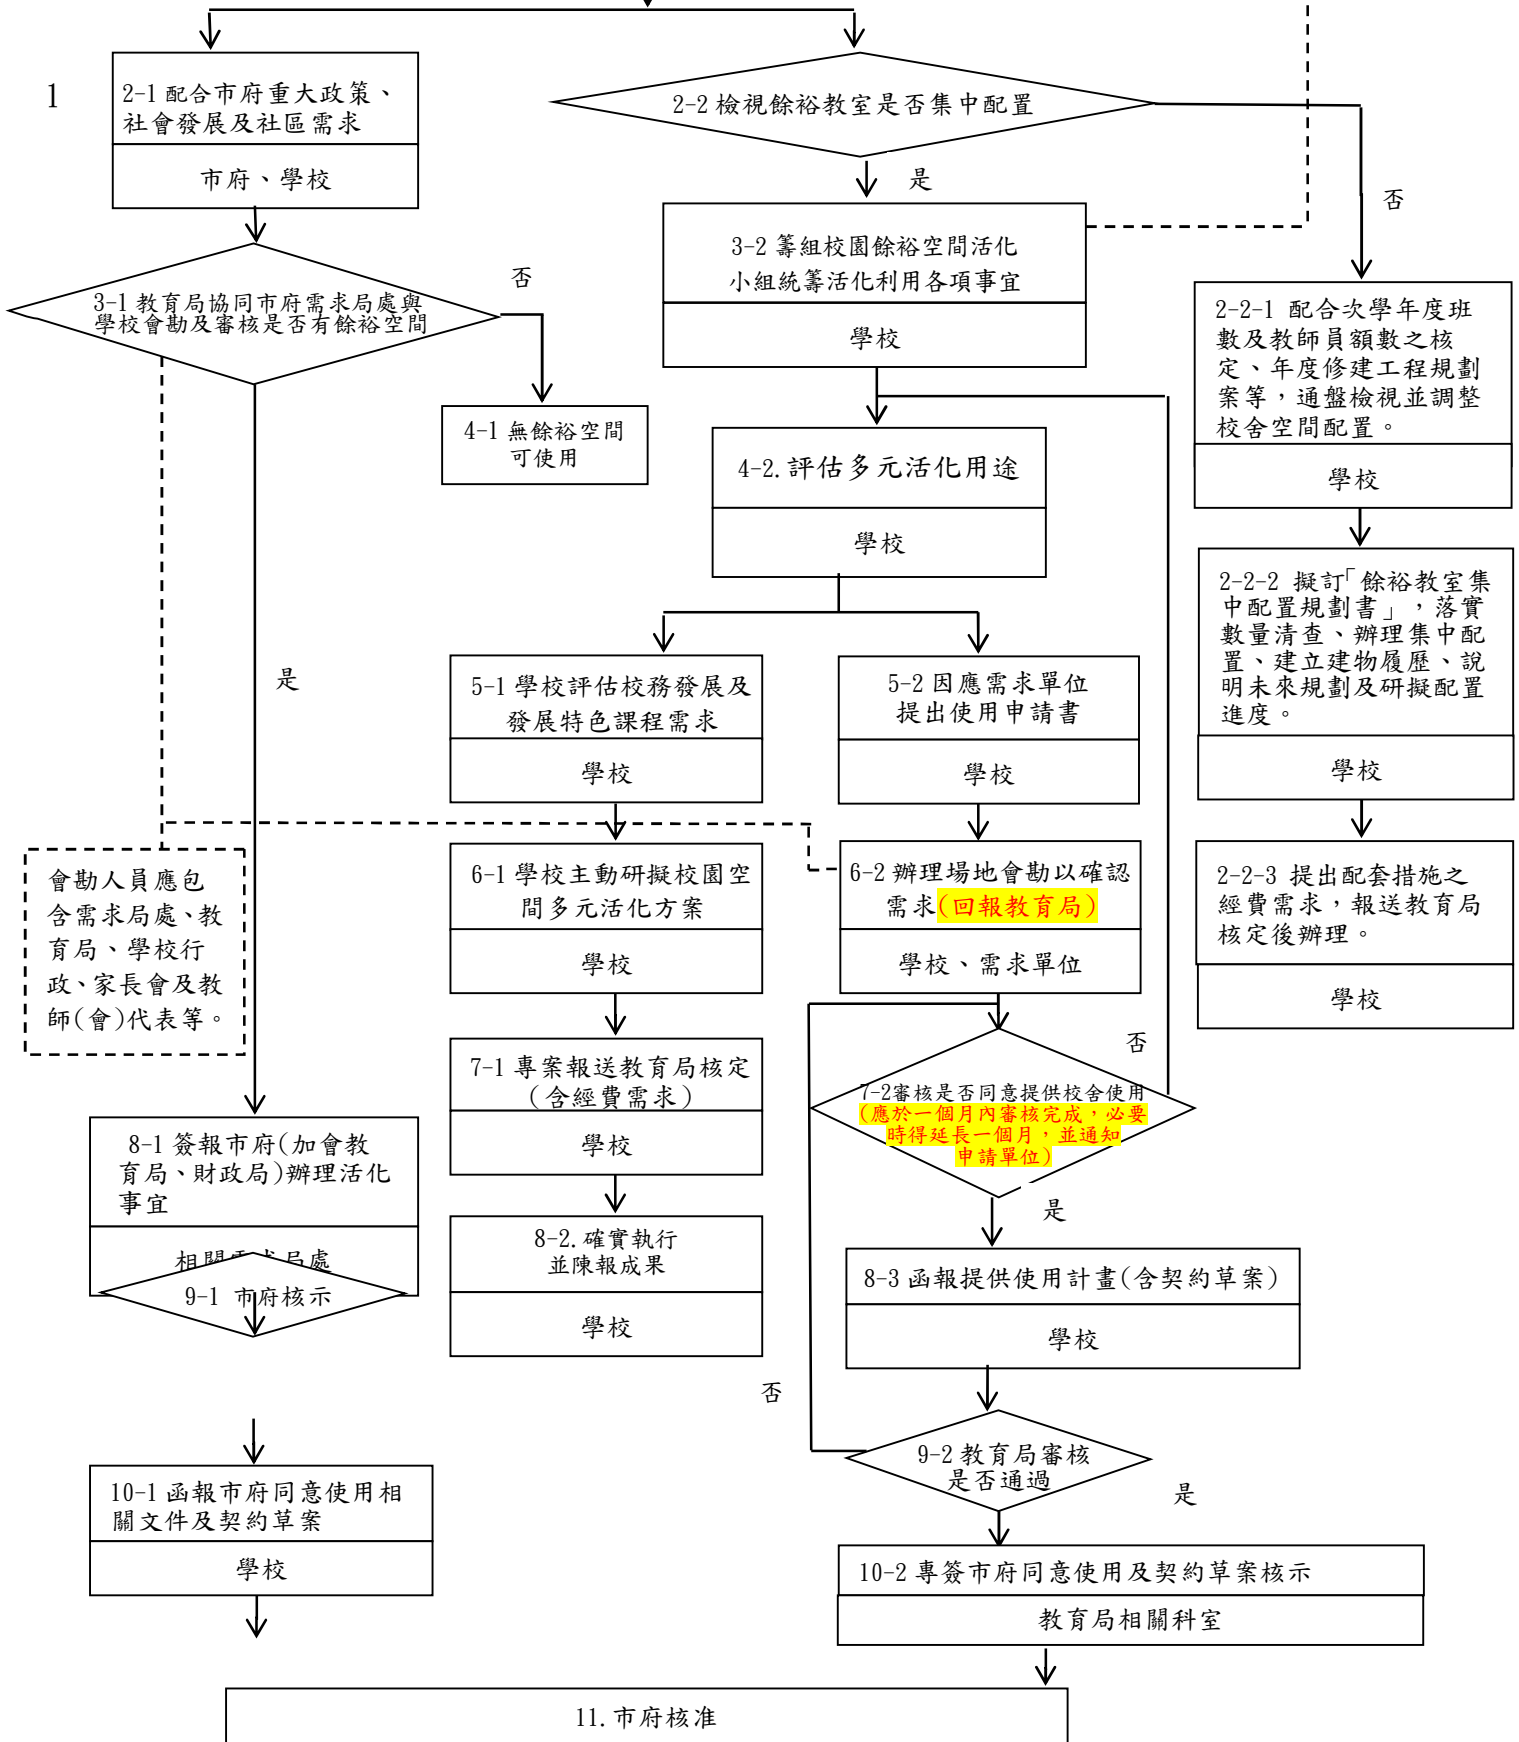 1
2-1 配合市府重大政策、
社會發展及社區需求
市府、學校
2-2 檢視餘裕教室是否集中配置
是
否
3-2 籌組校園餘裕空間活化
小組統籌活化利用各項事宜
學校
否
3-1 教育局協同市府需求局處與
學校會勘及審核是否有餘裕空間
4-1 無餘裕空間
可使用
2-2-1 配合次學年度班
數及教師員額數之核
定、年度修建工程規劃
案等，通盤檢視並調整
校舍空間配置。
學校
4-2.評估多元活化用途
學校
2-2-2 擬訂「餘裕教室集
中配置規劃書」，落實
數量清查、辦理集中配
置、建立建物履歷、說
明未來規劃及研擬配置
進度。
學校
是
5-1 學校評估校務發展及
發展特色課程需求
學校
5-2 因應需求單位
提出使用申請書
學校
會勘人員應包
含需求局處、教
育局、學校行
政、家長會及教
師(會)代表等。
6-1 學校主動研擬校園空
間多元活化方案
學校
6-2 辦理場地會勘以確認
需求(回報教育局)
學校、需求單位
2-2-3 提出配套措施之
經費需求，報送教育局
核定後辦理。
學校
7-1 專案報送教育局核定
(含經費需求)
學校
否
7-2審核是否同意提供校舍使用
(應於一個月內審核完成，必要
時得延長一個月，並通知
申請單位)
是
8-1 簽報市府(加會教
育局、財政局)辦理活化
事宜
相關需求局處
9-1 市府核示
8-2.確實執行
並陳報成果
學校
8-3 函報提供使用計畫(含契約草案)
學校
否
9-2 教育局審核
是否通過
是
10-1 函報市府同意使用相
關文件及契約草案
學校
10-2 專簽市府同意使用及契約草案核示
教育局相關科室
11.市府核准